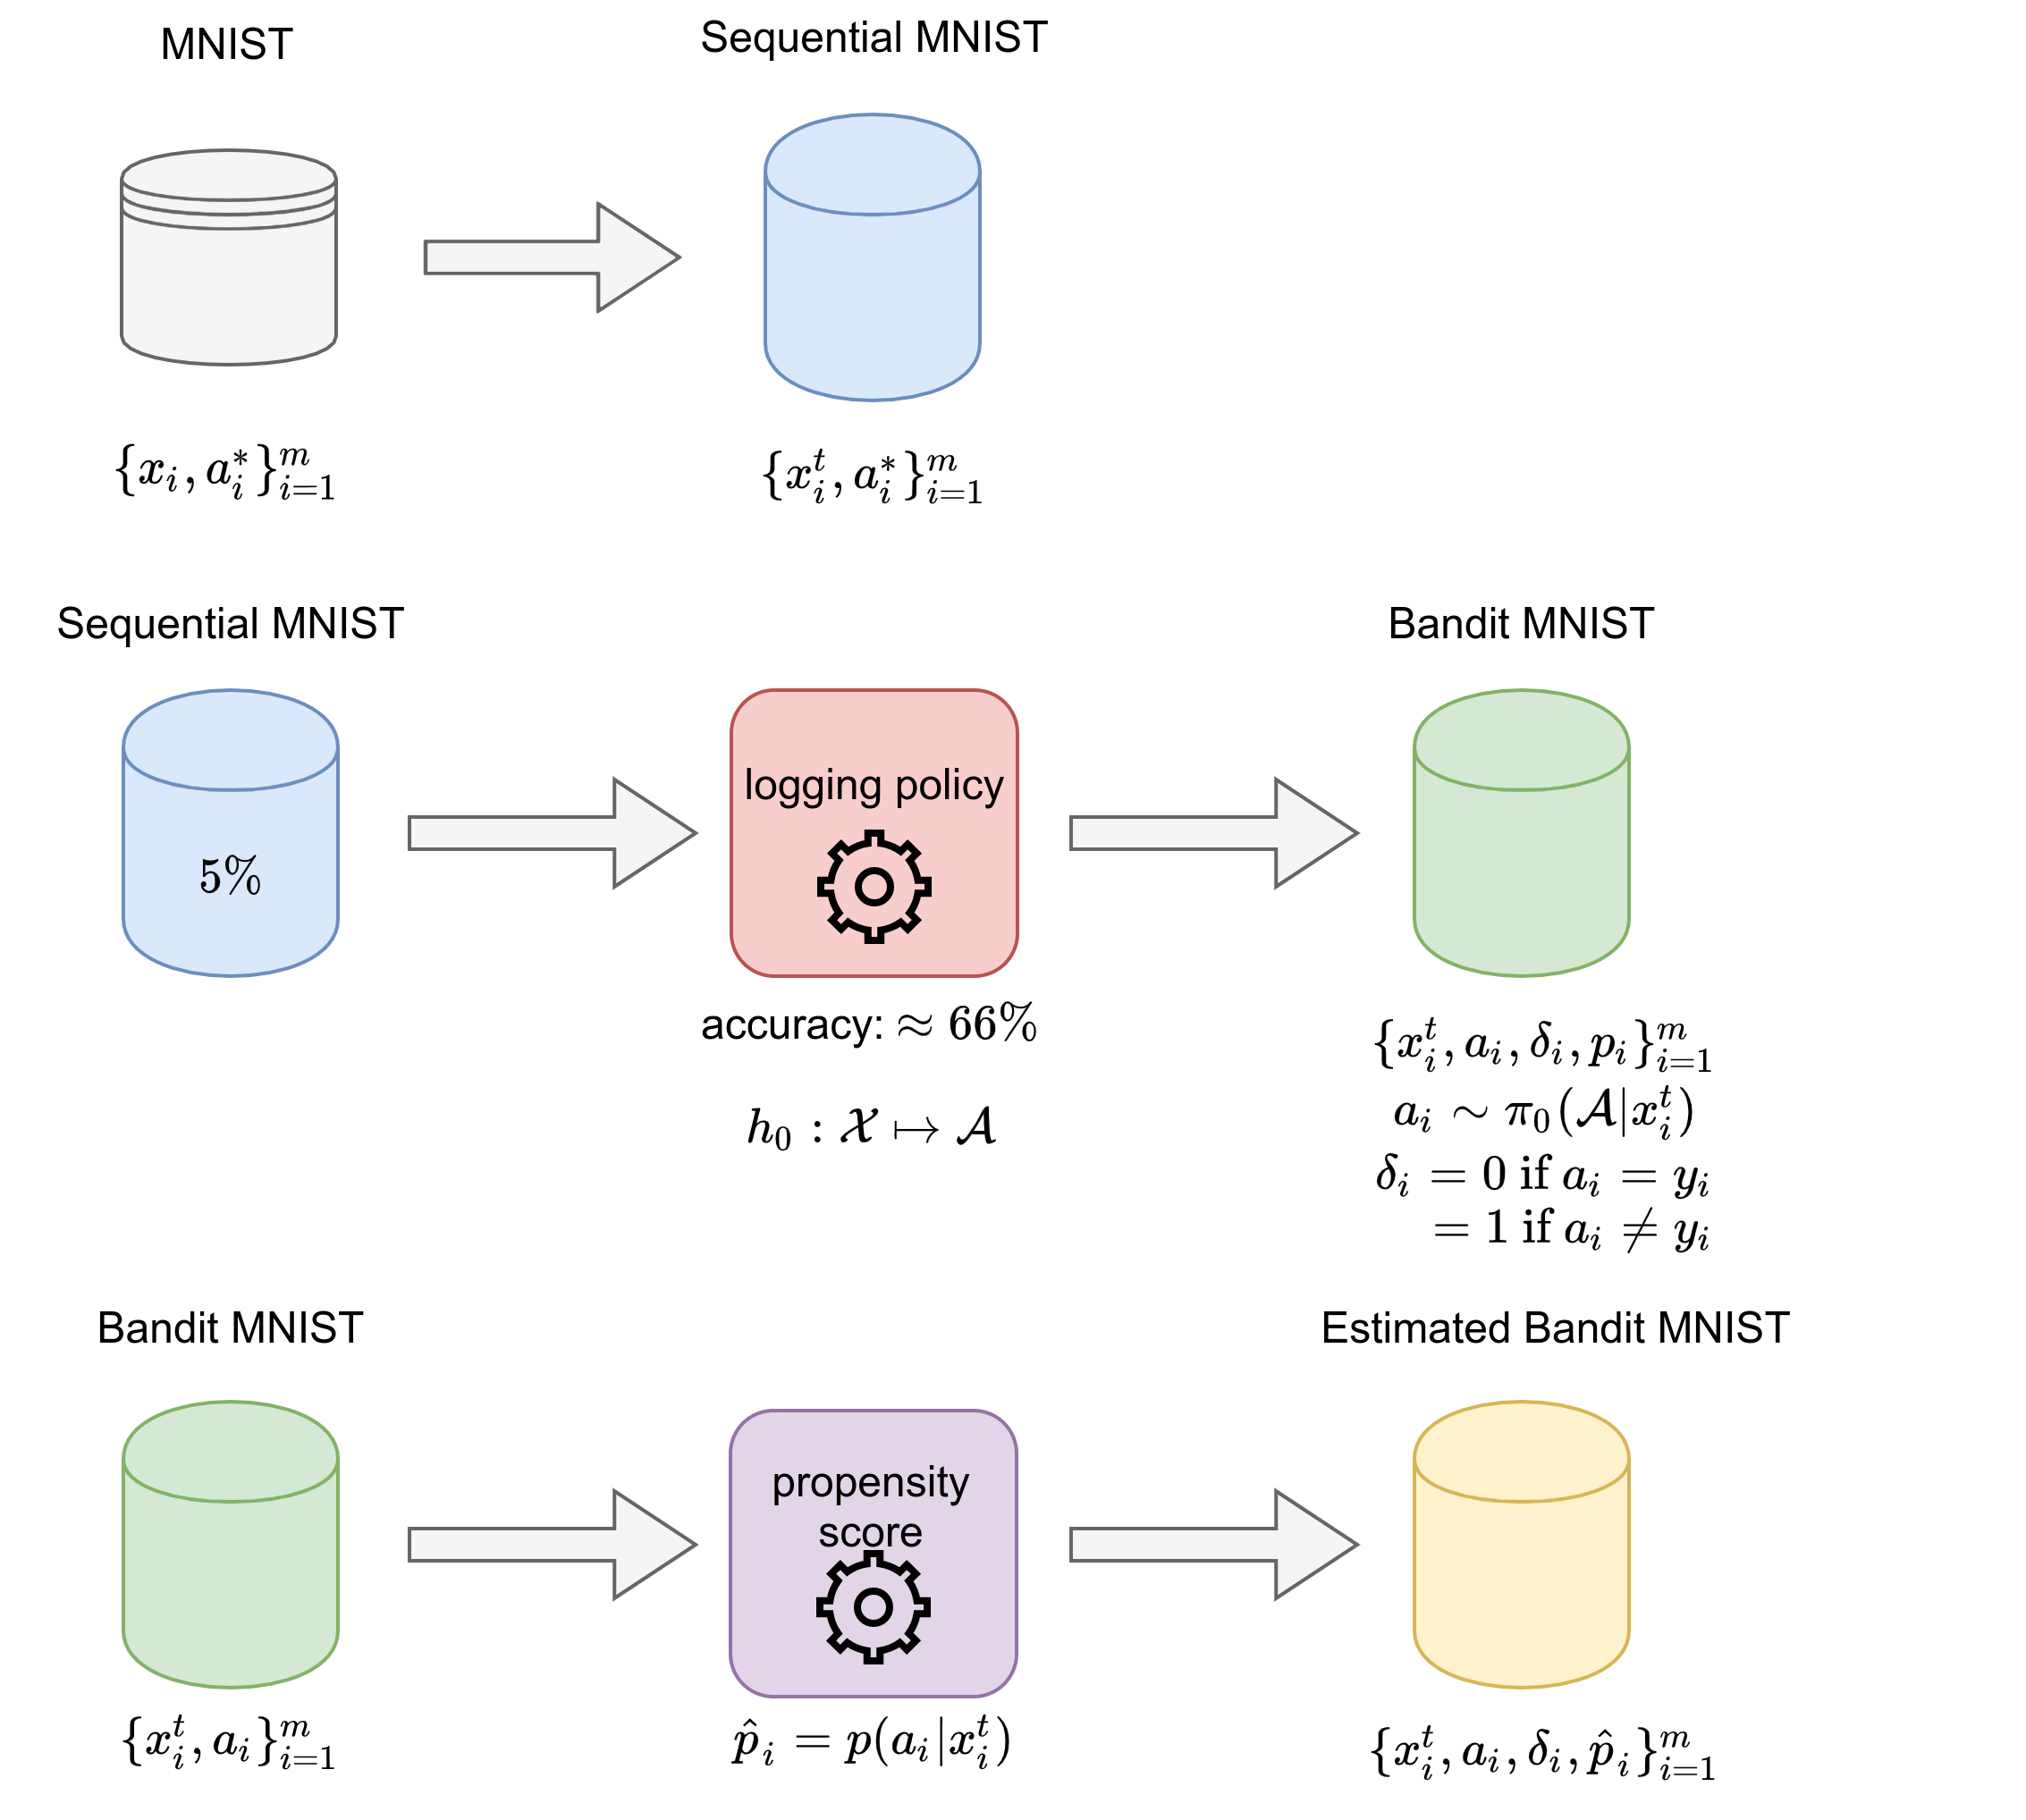 MNIST
Sequential MNIST
$\{x_i, a_i^*\}_{i=1}^m$
$\{x_i^t, a_i^*\}_{i=1}^m$
Sequential MNIST
Bandit MNIST
5%
logging policy
accuracy: ≈ 66%
$h_0 : \mathcal{X} \mapsto \mathcal{A}$
$\{x_i^t, a_i, \delta_i, p_i\}_{i=1}^m$
$a_i \sim \pi_0(\mathcal{A}|x_i^t)$
$\delta_i = 0 \text{ if } a_i = y_i$
$= 1 \text{ if } a_i \neq y_i$
Bandit MNIST
Estimated Bandit MNIST
propensity
score
$\{x_i^t, a_i\}_{i=1}^m$
$\hat{p}_i = p(a_i|x_i^t)$
$\{x_i^t, a_i, \delta_i, \hat{p}_i\}_{i=1}^m$